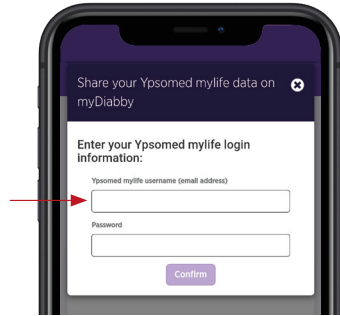 Share your Ypsomed mylife data on
myDiabby
Enter your Ypsomed mylife login
information:
Ypsomed mylife username (email address)
Password
Confirm